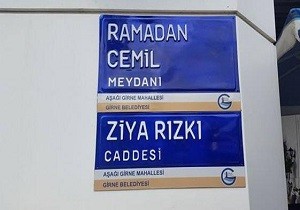 RAMADAN
CEMİL
MEYDANI
AŞAĞI GİRNE MAHALLESİ
GİRNE BELEDİYESİ
ZİYA RIZKI
CADDESİ
AŞAĞI GİRNE MAHALLESİ
GİRNE BELEDİYESİ